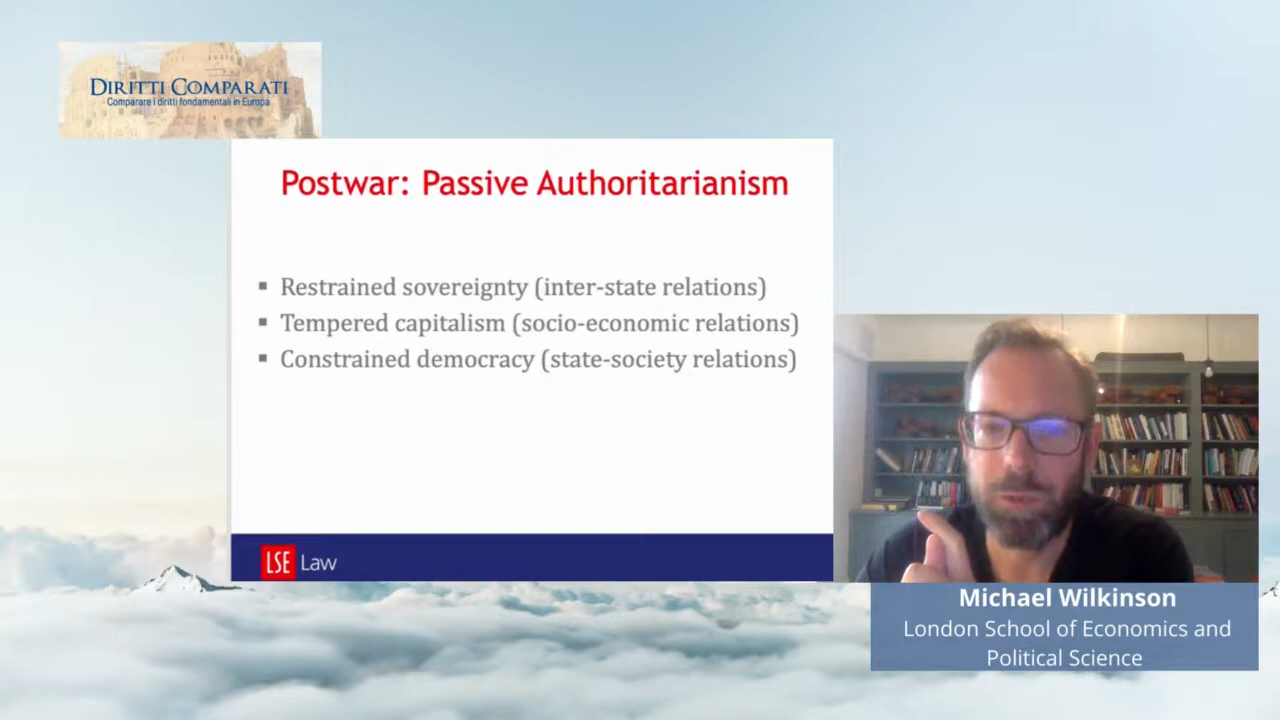 DIRITTI COMPARATI
Comparare i diritti fondamentali in Europa
Postwar: Passive Authoritarianism
▪ Restrained sovereignty (inter-state relations)
▪ Tempered capitalism (socio-economic relations)
▪ Constrained democracy (state-society relations)
LSE Law
Michael Wilkinson
London School of Economics and
Political Science